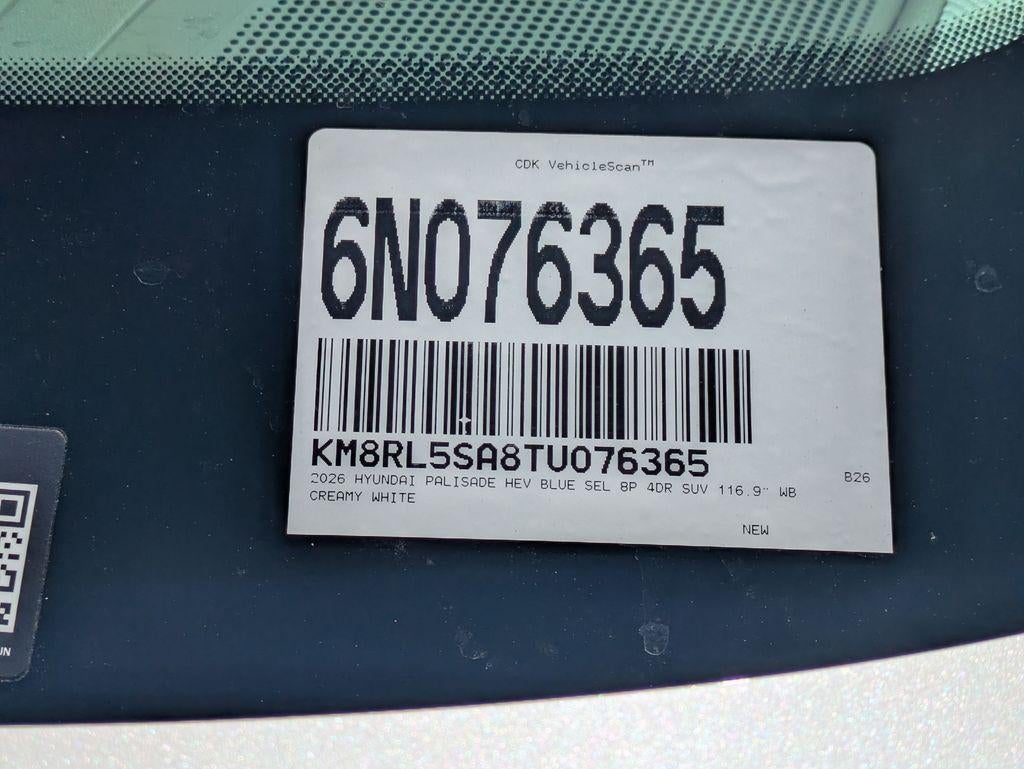 CDK VehicleScan™
6N076365
KM8RL5SA8TU076365
2026 HYUNDAI PALISADE HEV BLUE SEL 8P 4DR SUV 116.9" WB
B26
CREAMY WHITE
NEW